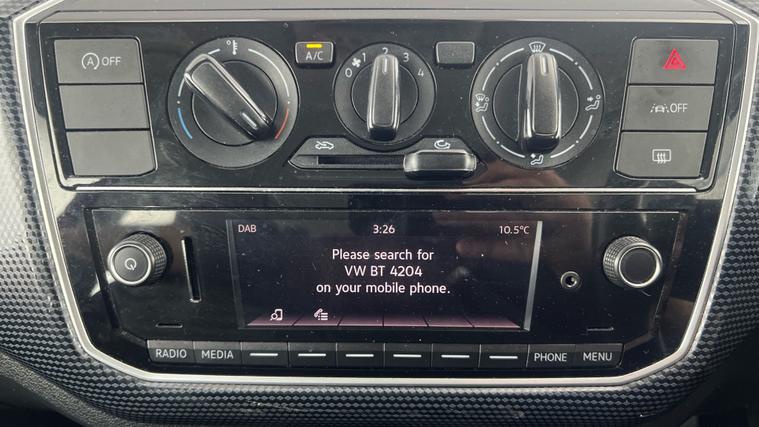 OFF
A/C
0 1 2 3 4
OFF
DAB 3:26 10.5°C
Please search for
VW BT 4204
on your mobile phone.
RADIO MEDIA PHONE MENU